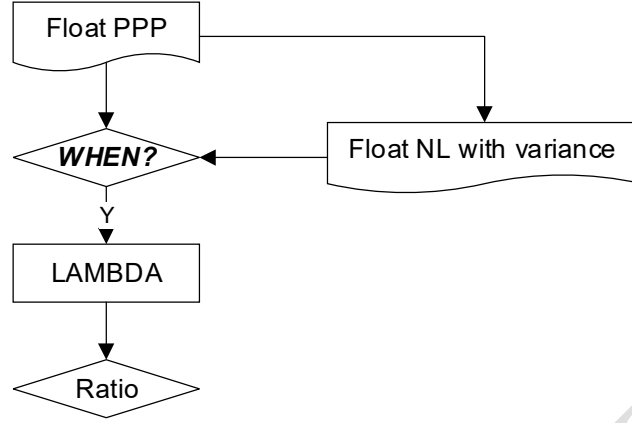 Float PPP
WHEN?
Float NL with variance
Y
LAMBDA
Ratio